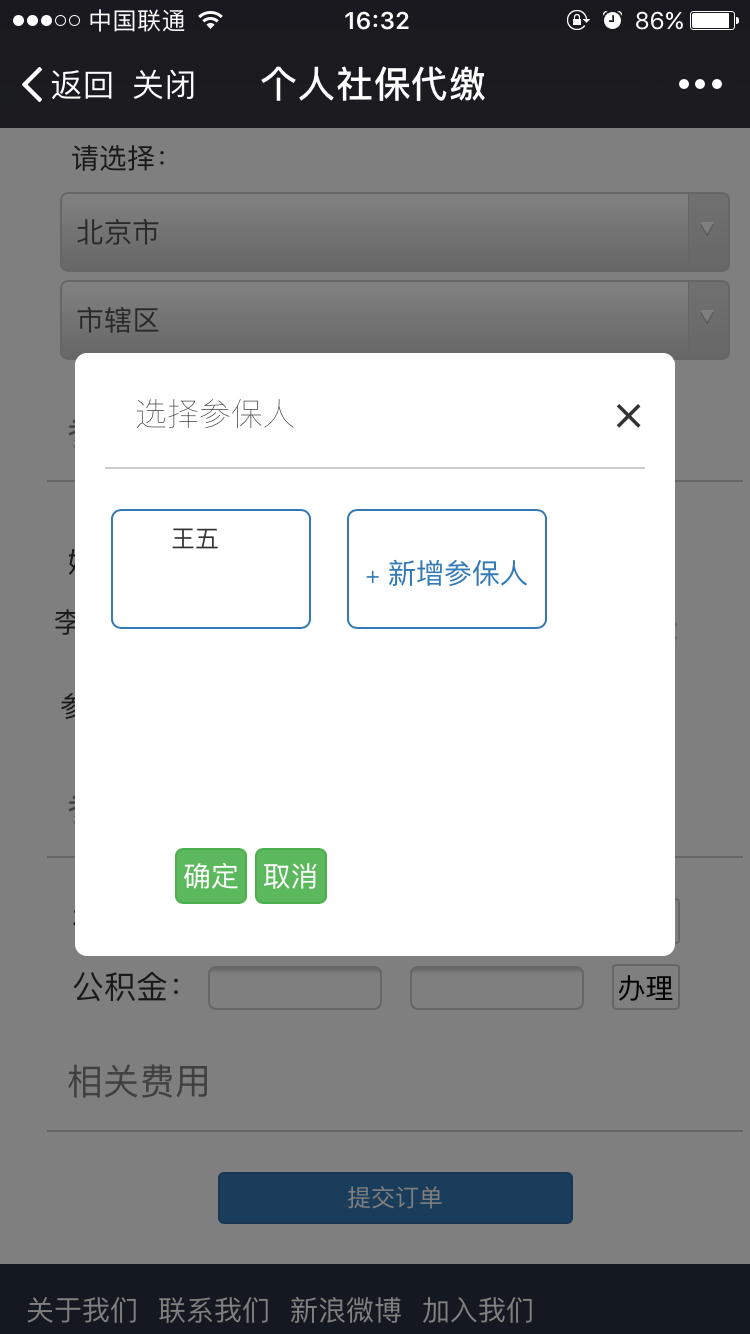 中国联通 16:32 86%
返回 关闭 个人社保代缴
请选择：
北京市
市辖区
选择参保人
王五 + 新增参保人
李
确定 取消
公积金： 办理
相关费用
提交订单
关于我们 联系我们 新浪微博 加入我们